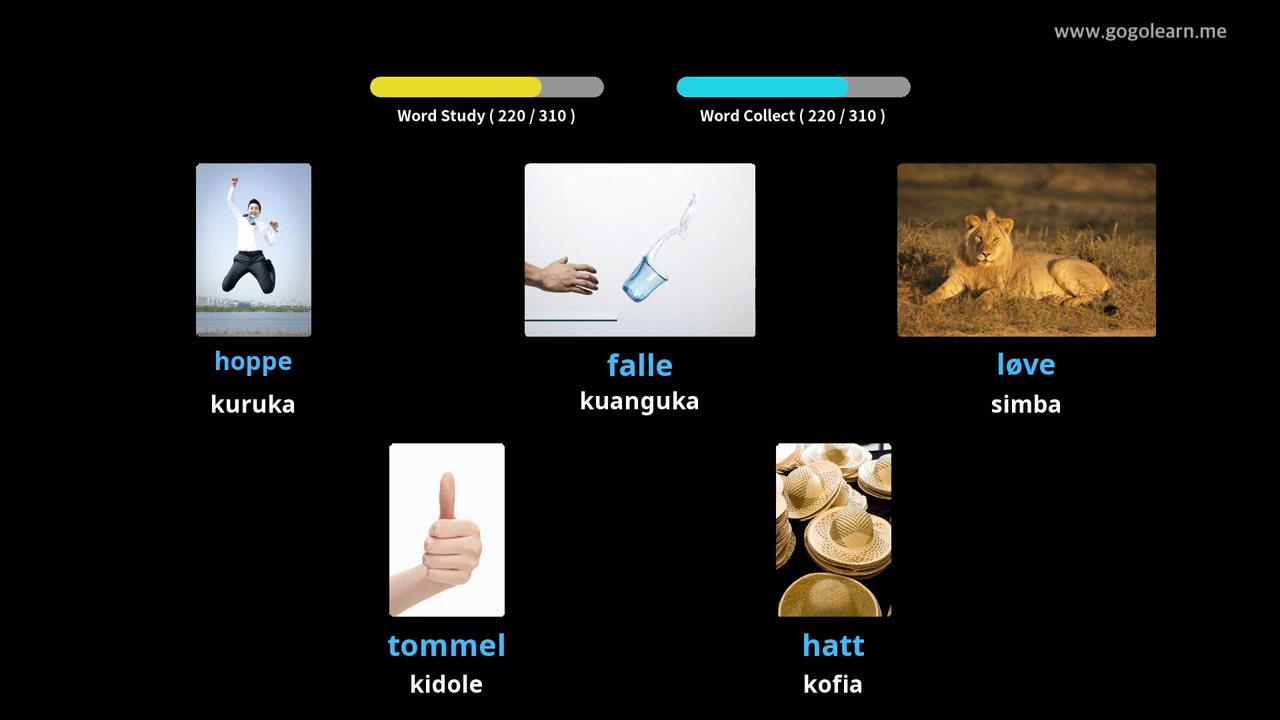 www.gogolearn.me
Word Study ( 220 / 310 )
Word Collect ( 220 / 310 )
hoppe
kuruka
falle
kuanguka
løve
simba
tommel
kidole
hatt
kofia